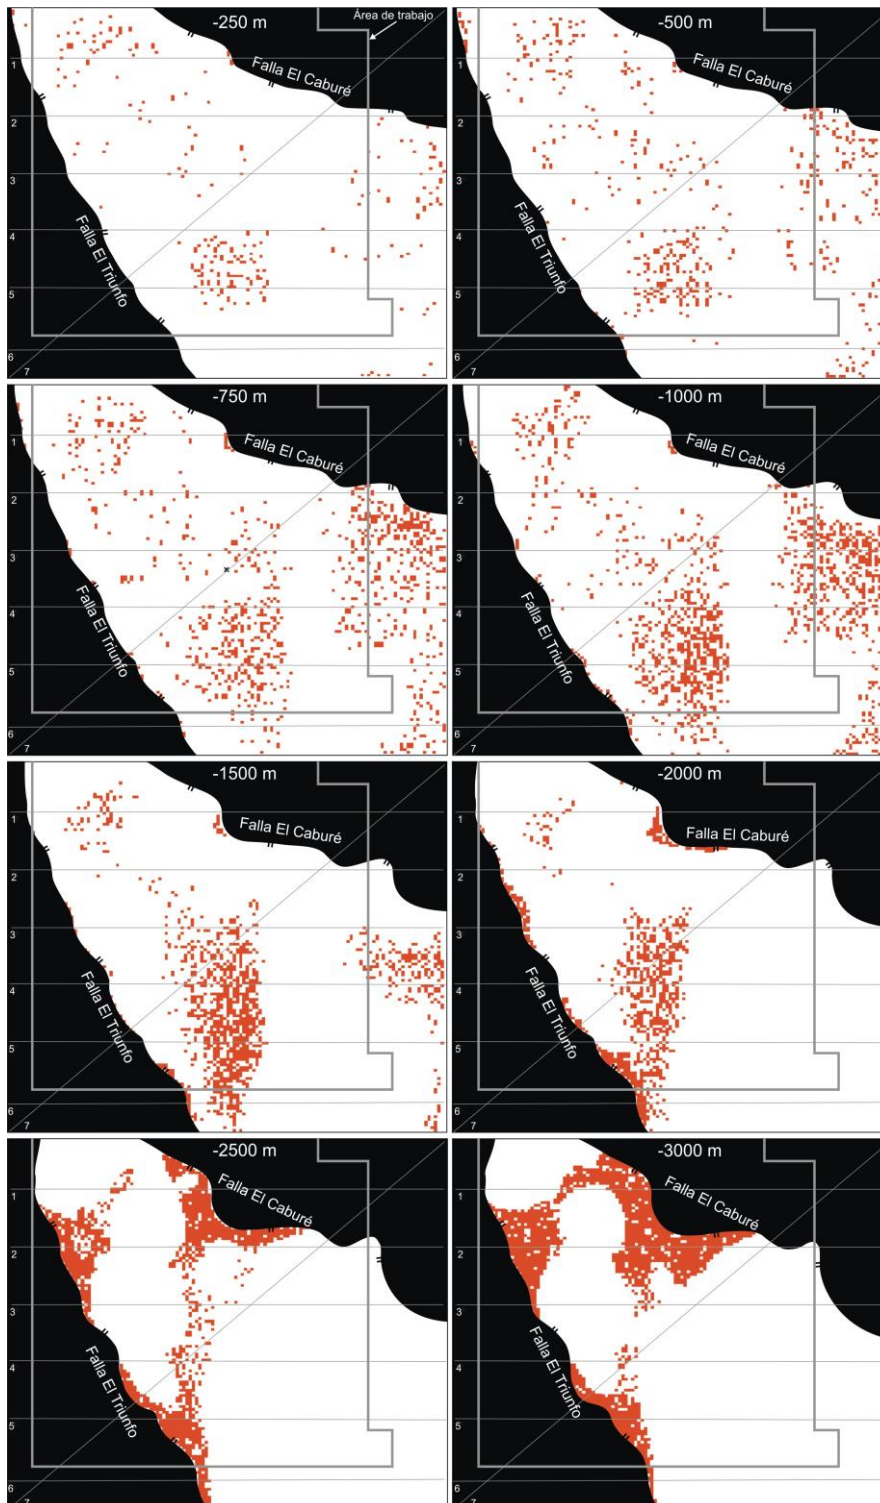 -250 m
Área de trabajo
Falla El Caburé
Falla El Triunfo
1
2
3
4
5
6
7
-500 m
Falla El Caburé
Falla El Triunfo
1
2
3
4
5
6
7
-750 m
Falla El Caburé
Falla El Triunfo
1
2
3
4
5
6
7
-1000 m
Falla El Caburé
Falla El Triunfo
1
2
3
4
5
6
7
-1500 m
Falla El Caburé
Falla El Triunfo
1
2
3
4
5
6
7
-2000 m
Falla El Caburé
Falla El Triunfo
1
2
3
4
5
6
7
-2500 m
Falla El Caburé
Falla El Triunfo
1
2
3
4
5
6
7
-3000 m
Falla El Caburé
Falla El Triunfo
1
2
3
4
5
6
7